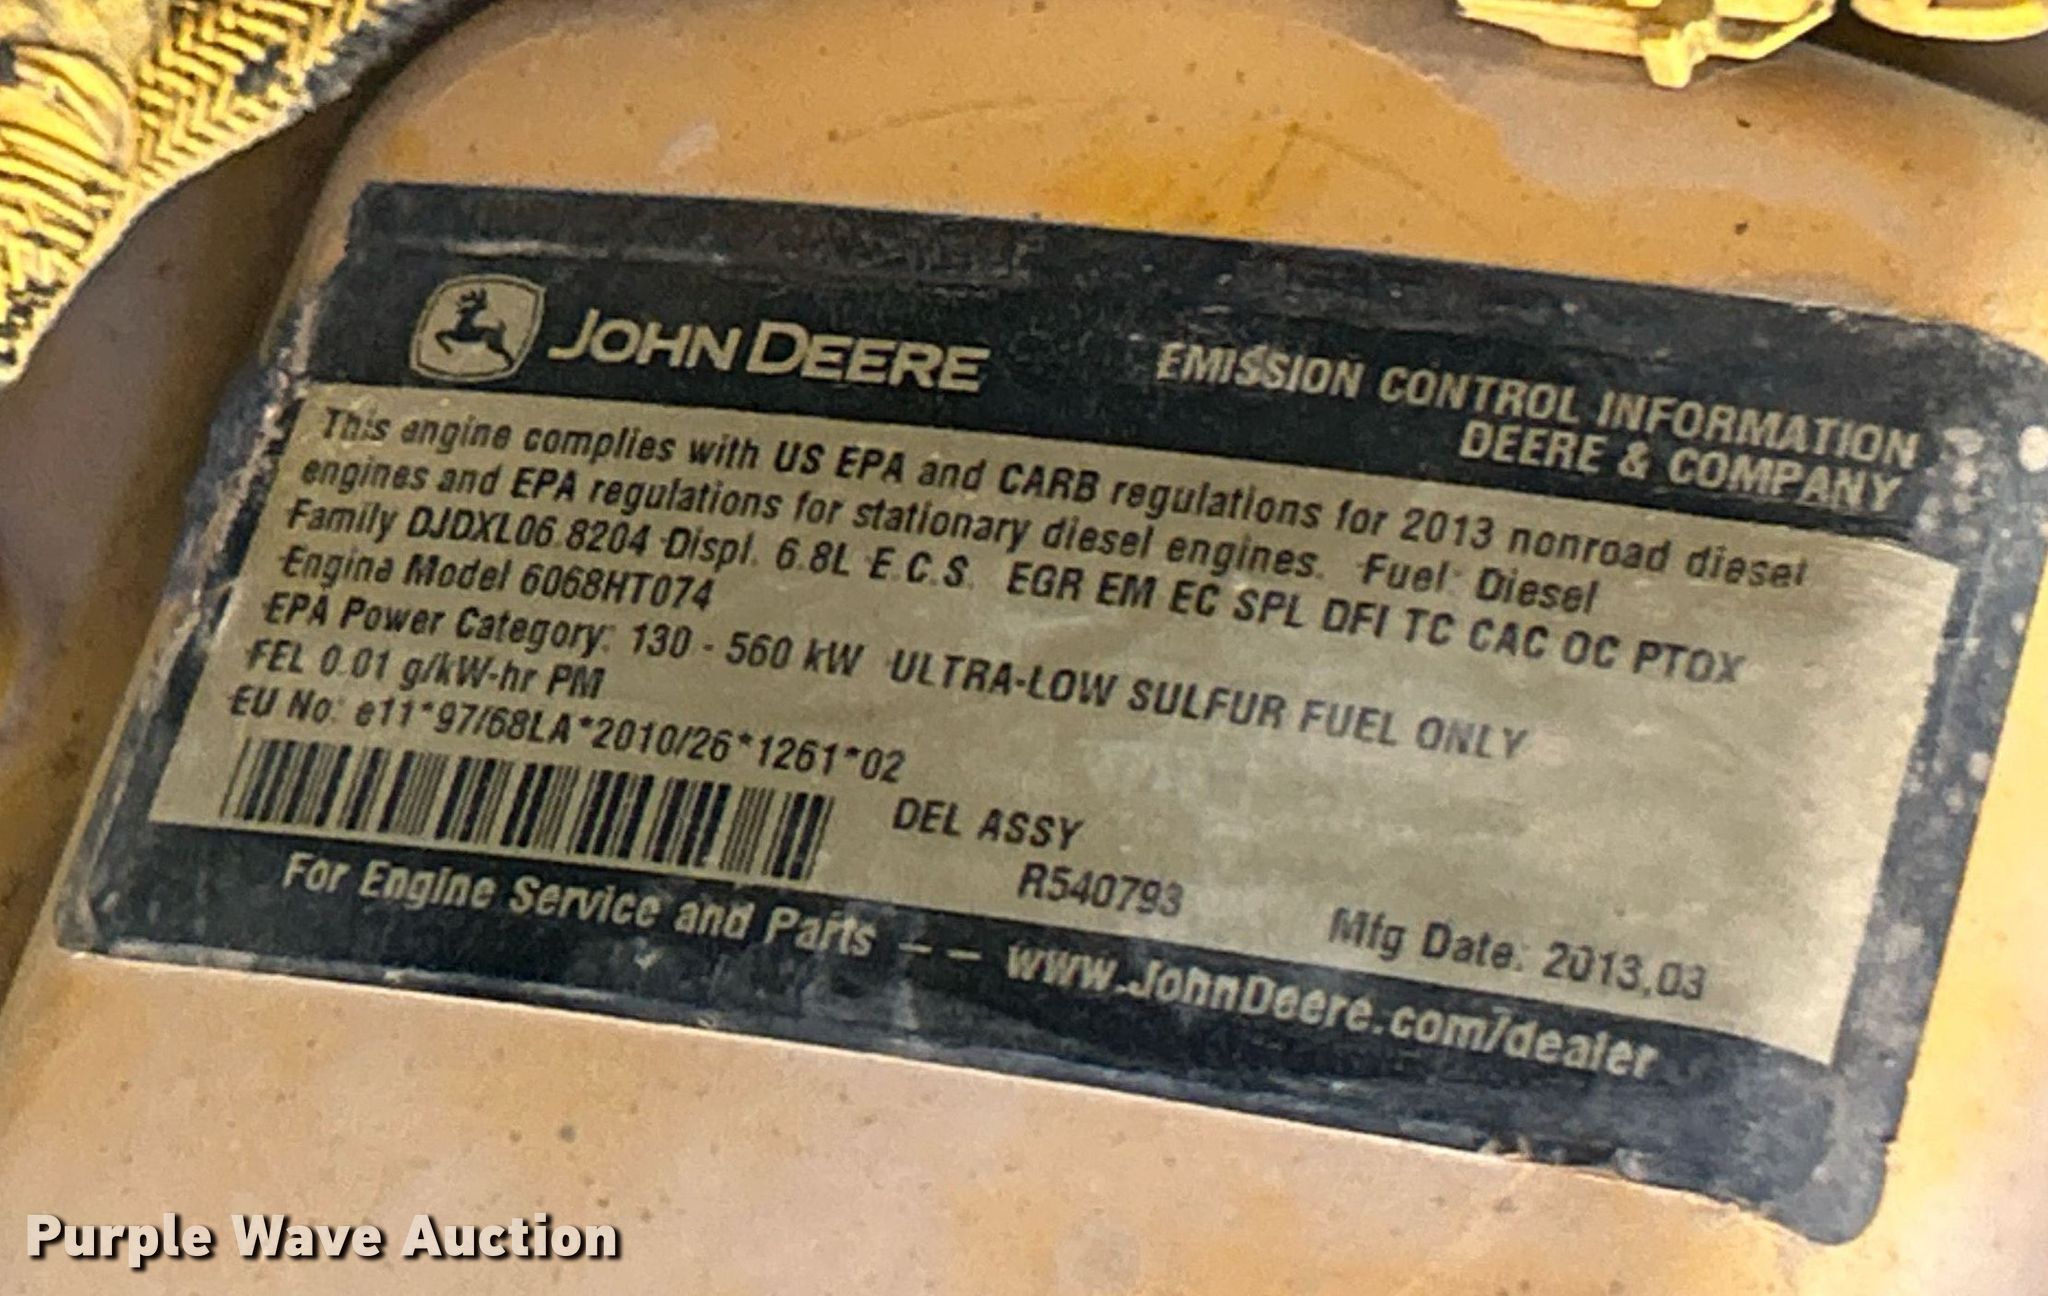 JOHN DEERE
EMISSION CONTROL INFORMATION
DEERE & COMPANY
This engine complies with US EPA and CARB regulations for 2013 nonroad diesel
engines and EPA regulations for stationary diesel engines. Fuel: Diesel
Family DJDXL06.8204 Displ. 6.8L E.C.S. EGR EM EC SPL DFI TC CAC OC PTOX
Engine Model 6068HT074
EPA Power Category: 130 - 560 kW ULTRA-LOW SULFUR FUEL ONLY
FEL 0.01 g/kW-hr PM
EU No: e11*97/68LA*2010/26*1261*02
DEL ASSY
R540793
Mfg Date: 2013,03
For Engine Service and Parts – – www.JohnDeere.com/dealer
Purple Wave Auction